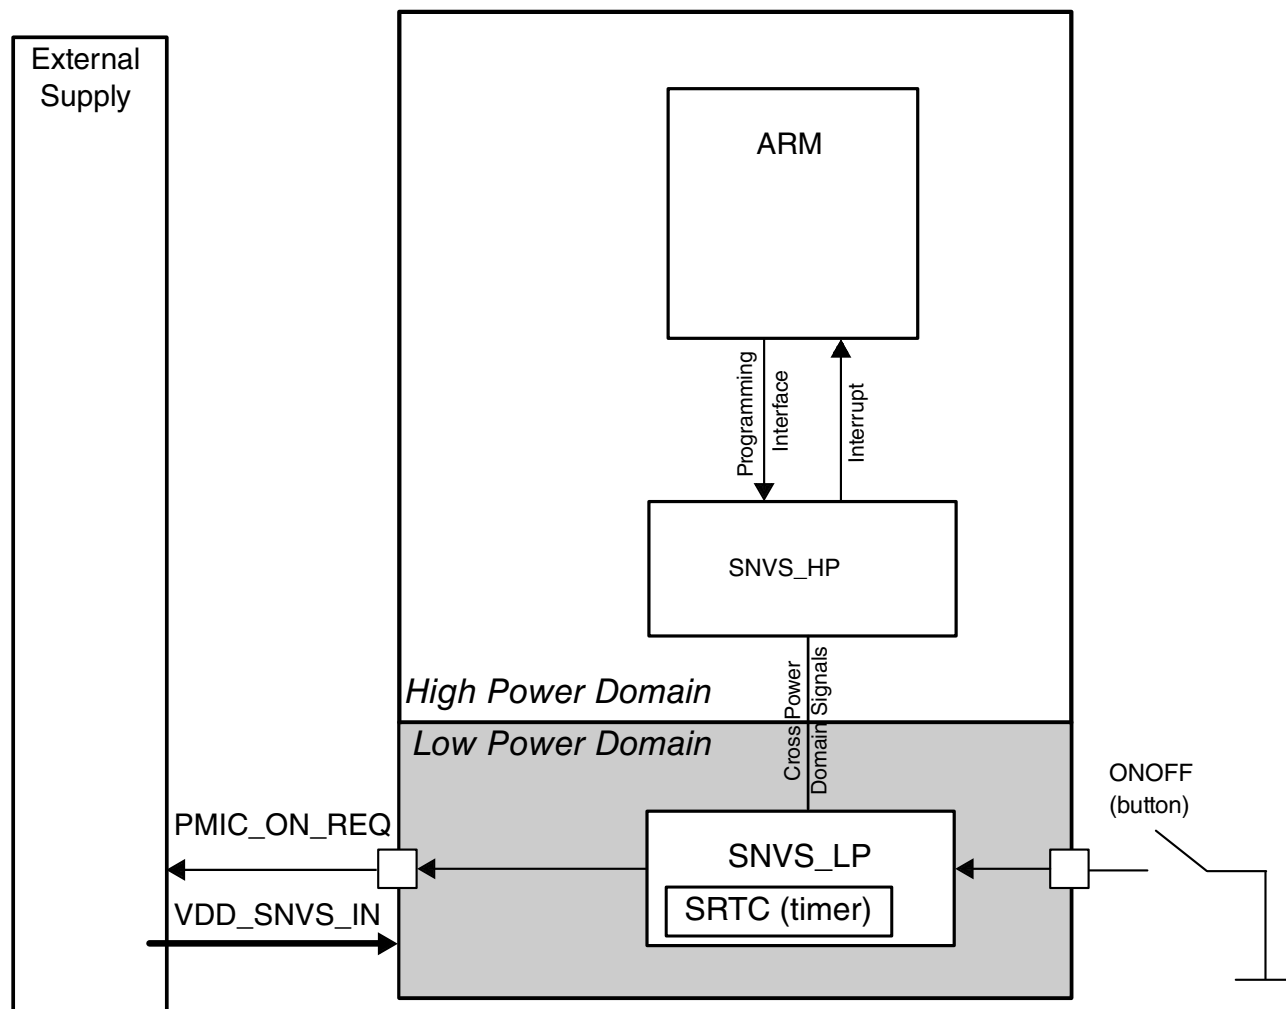 External
Supply
ARM
Programming
Interface
Interrupt
SNVS_HP
High Power Domain
Cross Power
Domain Signals
Low Power Domain
ONOFF
(button)
PMIC_ON_REQ
SNVS_LP
VDD_SNVS_IN
SRTC (timer)